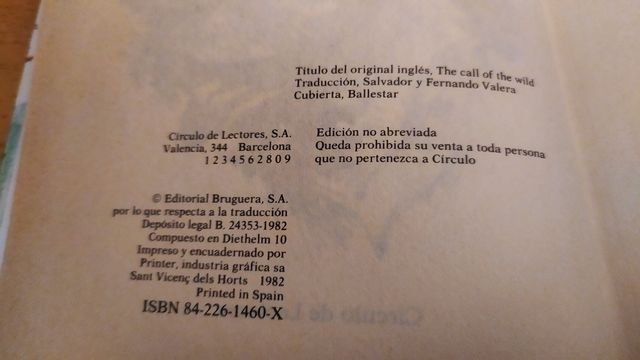 Título del original inglés, The call of the wild
Traducción, Salvador y Fernando Valera
Cubierta, Ballestar
Círculo de Lectores, S.A.
Valencia, 344 Barcelona
1 2 3 4 5 6 2 8 0 9
Edición no abreviada
Queda prohibida su venta a toda persona
que no pertenezca a Círculo
© Editorial Bruguera, S.A.
por lo que respecta a la traducción
Depósito legal B. 24353-1982
Compuesto en Diethelm 10
Impreso y encuadernado por
Printer, industria gráfica sa
Sant Vicenç dels Horts 1982
Printed in Spain
ISBN 84-226-1460-X